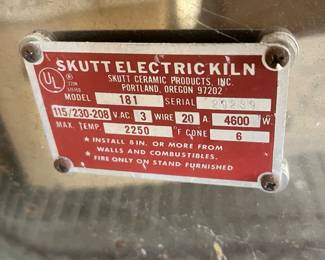 SKUTT ELECTRIC KILN
UL ®
SKUTT CERAMIC PRODUCTS, INC.
PORTLAND, OREGON 97202
LISTED
MODEL 181 SERIAL
115/230-208 V.AC. 3 WIRE 20 A. 4600 W.
MAX. TEMP. 2250 °F CONE 6
★ INSTALL 8 IN. OR MORE FROM
WALLS AND COMBUSTIBLES.
★ FIRE ONLY ON STAND FURNISHED